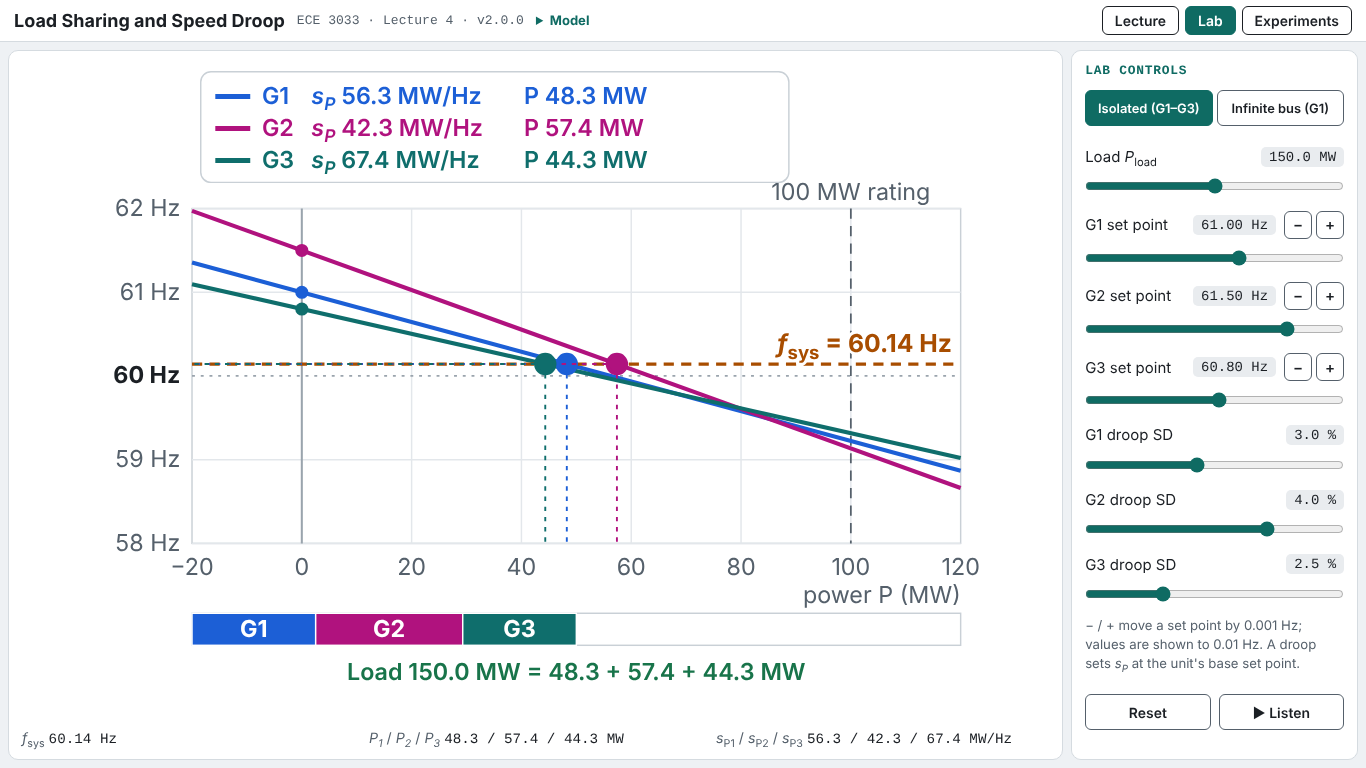 Load Sharing and Speed Droop ECE 3033 · Lecture 4 · v2.0.0 ▶ Model Lecture Lab Experiments
G1 sP 56.3 MW/Hz P 48.3 MW
G2 sP 42.3 MW/Hz P 57.4 MW
G3 sP 67.4 MW/Hz P 44.3 MW
100 MW rating
62 Hz
61 Hz
fsys = 60.14 Hz
60 Hz
59 Hz
58 Hz
−20 0 20 40 60 80 100 120
power P (MW)
G1 G2 G3
Load 150.0 MW = 48.3 + 57.4 + 44.3 MW
fsys 60.14 Hz P1 / P2 / P3 48.3 / 57.4 / 44.3 MW sP1 / sP2 / sP3 56.3 / 42.3 / 67.4 MW/Hz
LAB CONTROLS
Isolated (G1–G3) Infinite bus (G1)
Load Pload 150.0 MW
G1 set point 61.00 Hz − +
G2 set point 61.50 Hz − +
G3 set point 60.80 Hz − +
G1 droop SD 3.0 %
G2 droop SD 4.0 %
G3 droop SD 2.5 %
− / + move a set point by 0.001 Hz;
values are shown to 0.01 Hz. A droop
sets sP at the unit's base set point.
Reset ▶ Listen